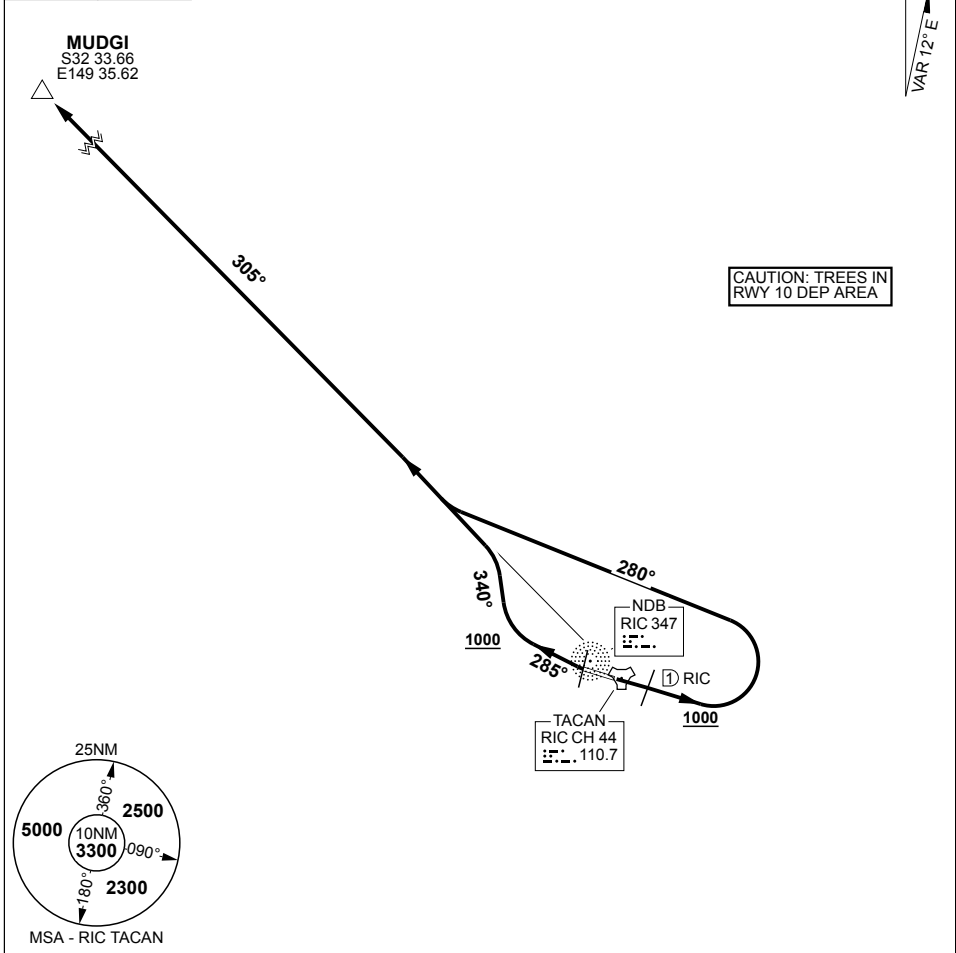 MUDGI
S32 33.66
E149 35.62
VAR 12° E
305°
CAUTION: TREES IN
RWY 10 DEP AREA
280°
340°
NDB
RIC 347
1000
285°
1 RIC
1000
TACAN
RIC CH 44
110.7
25NM
360°
2500
5000
10NM
3300
090°
180°
2300
MSA - RIC TACAN